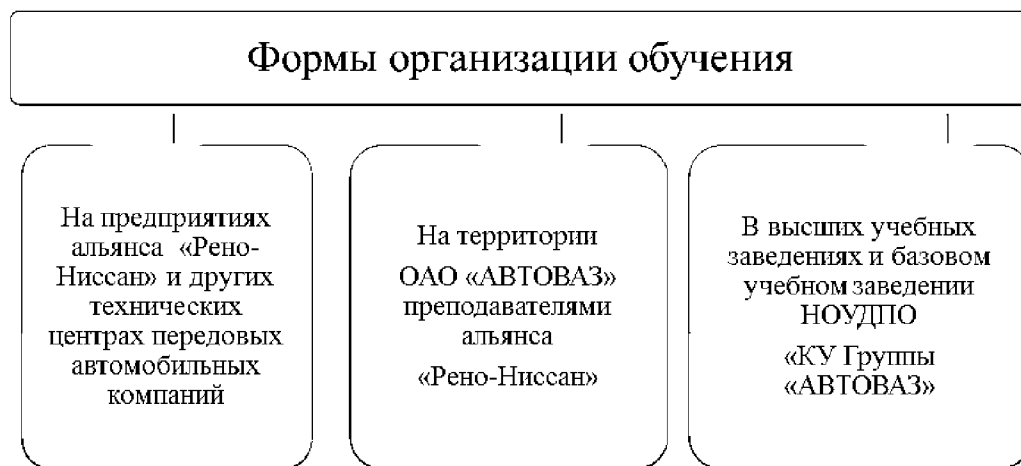 Формы организации обучения
На предприятиях
альянса «Рено-
Ниссан» и других
технических
центрах передовых
автомобильных
компаний
На территории
ОАО «АВТОВАЗ»
преподавателями
альянса
«Рено-Ниссан»
В высших учебных
заведениях и базовом
учебном заведении
НОУДПО
«КУ Группы
«АВТОВАЗ»